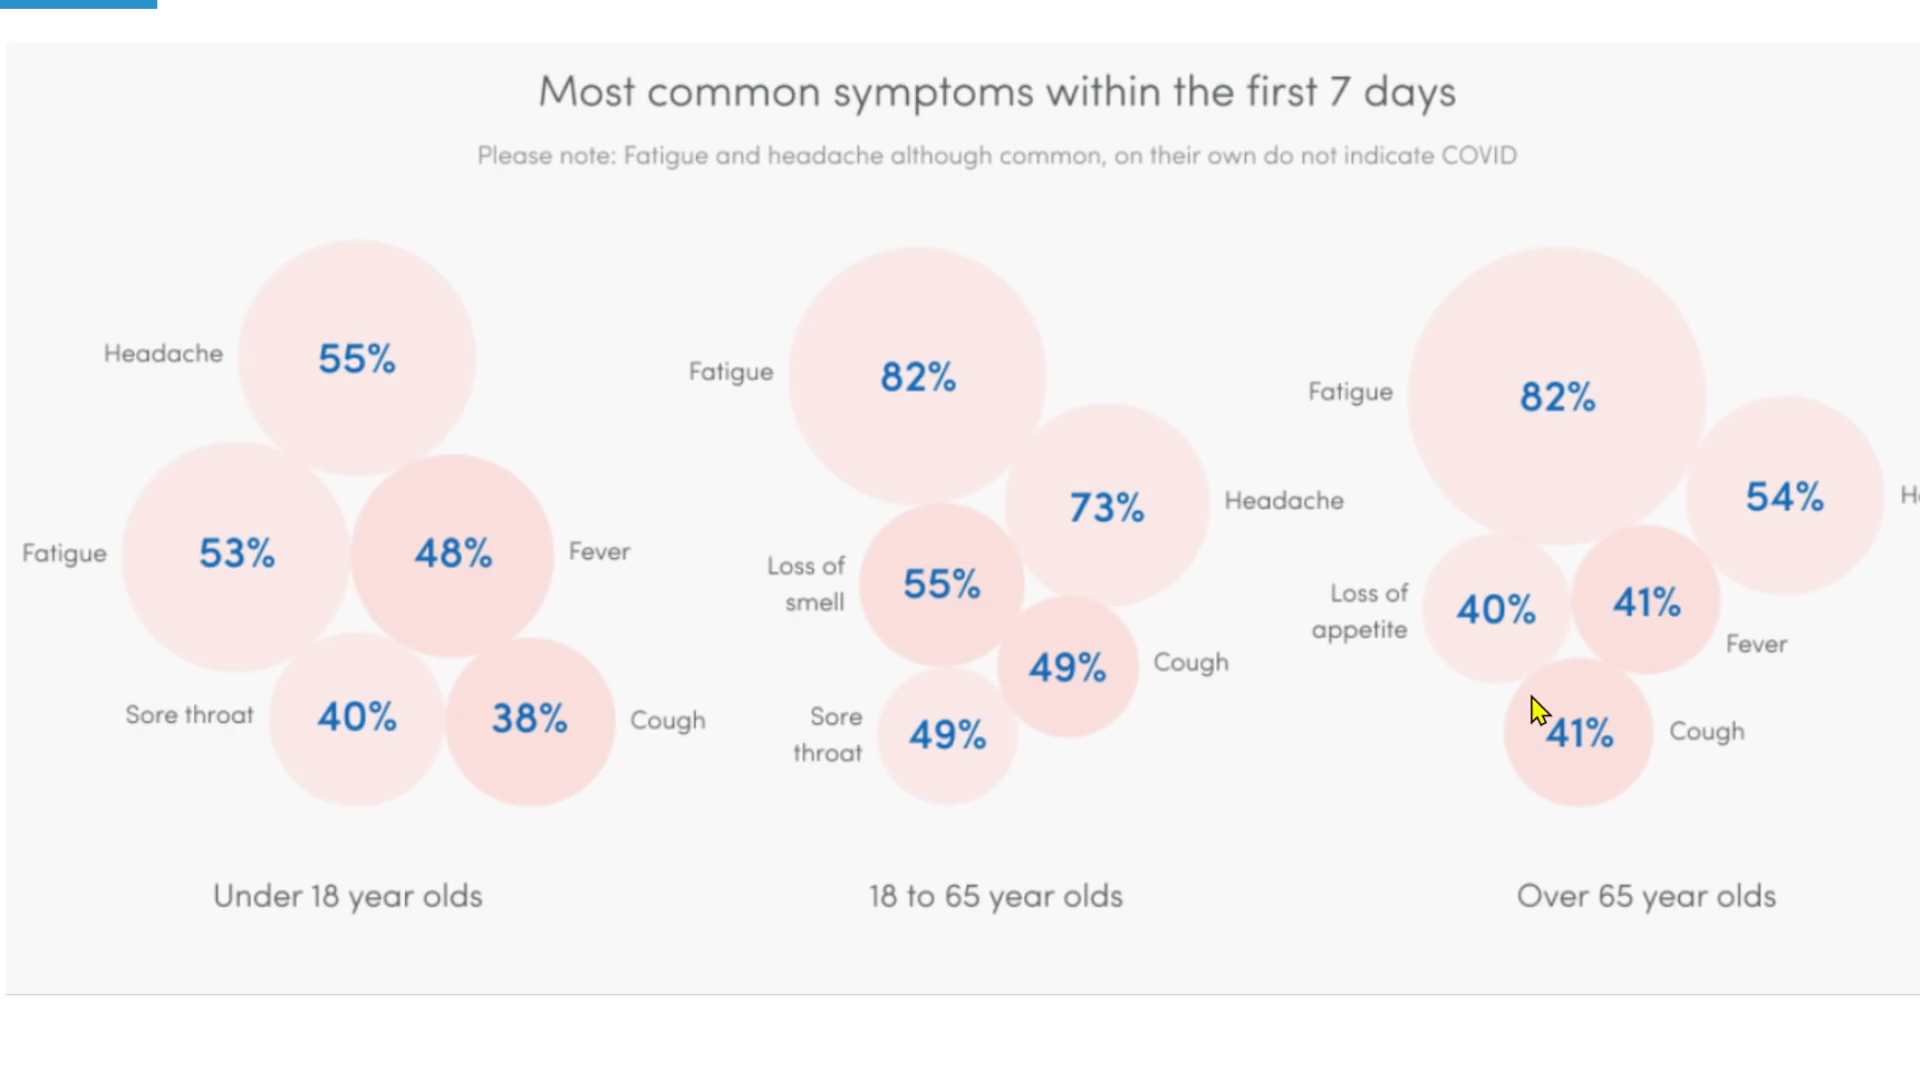 Most common symptoms within the first 7 days
Please note: Fatigue and headache although common, on their own do not indicate COVID
Headache
55%
Fatigue
53%
48%
Fever
Sore throat
40%
38%
Cough
Under 18 year olds
Fatigue
82%
73%
Headache
Loss of
smell
55%
49%
Cough
Sore
throat
49%
18 to 65 year olds
Fatigue
82%
54%
Loss of
appetite
40%
41%
Fever
41%
Cough
Over 65 year olds